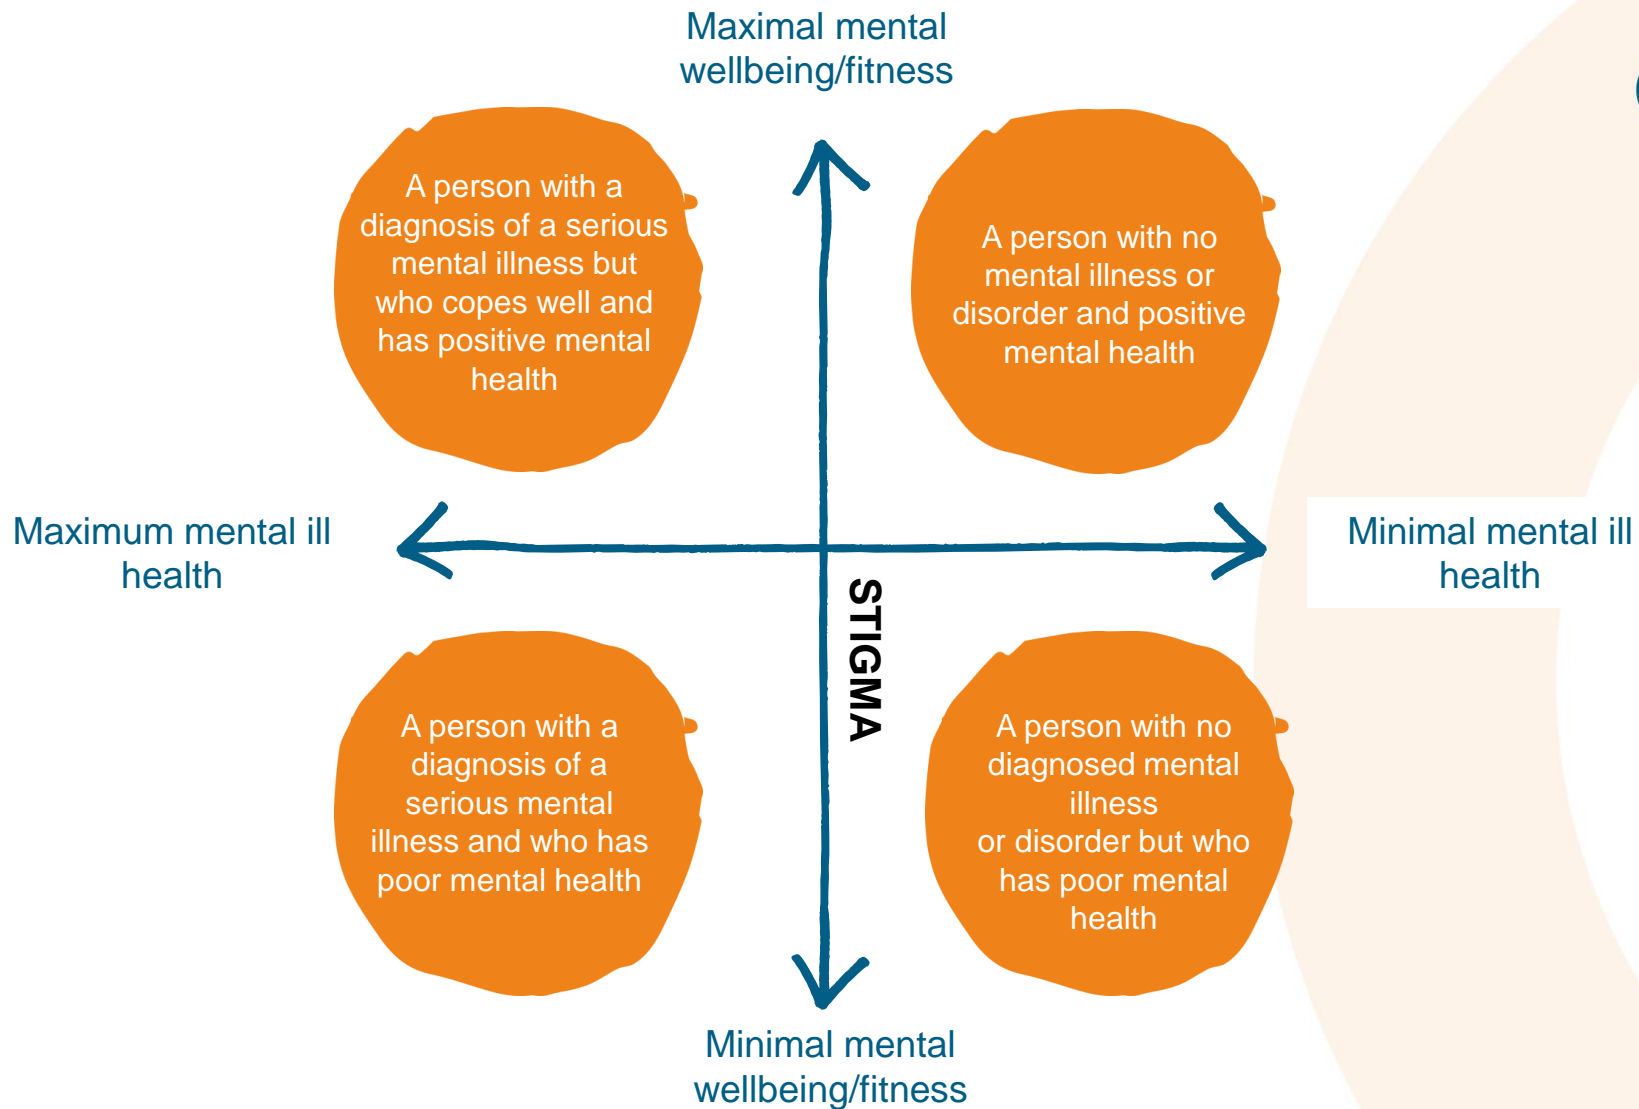 Maximal mental
wellbeing/fitness
A person with a
diagnosis of a serious
mental illness but
who copes well and
has positive mental
health
A person with no
mental illness or
disorder and positive
mental health
Maximum mental ill
health
Minimal mental ill
health
STIGMA
A person with a
diagnosis of a
serious mental
illness and who has
poor mental health
A person with no
diagnosed mental
illness
or disorder but who
has poor mental
health
Minimal mental
wellbeing/fitness